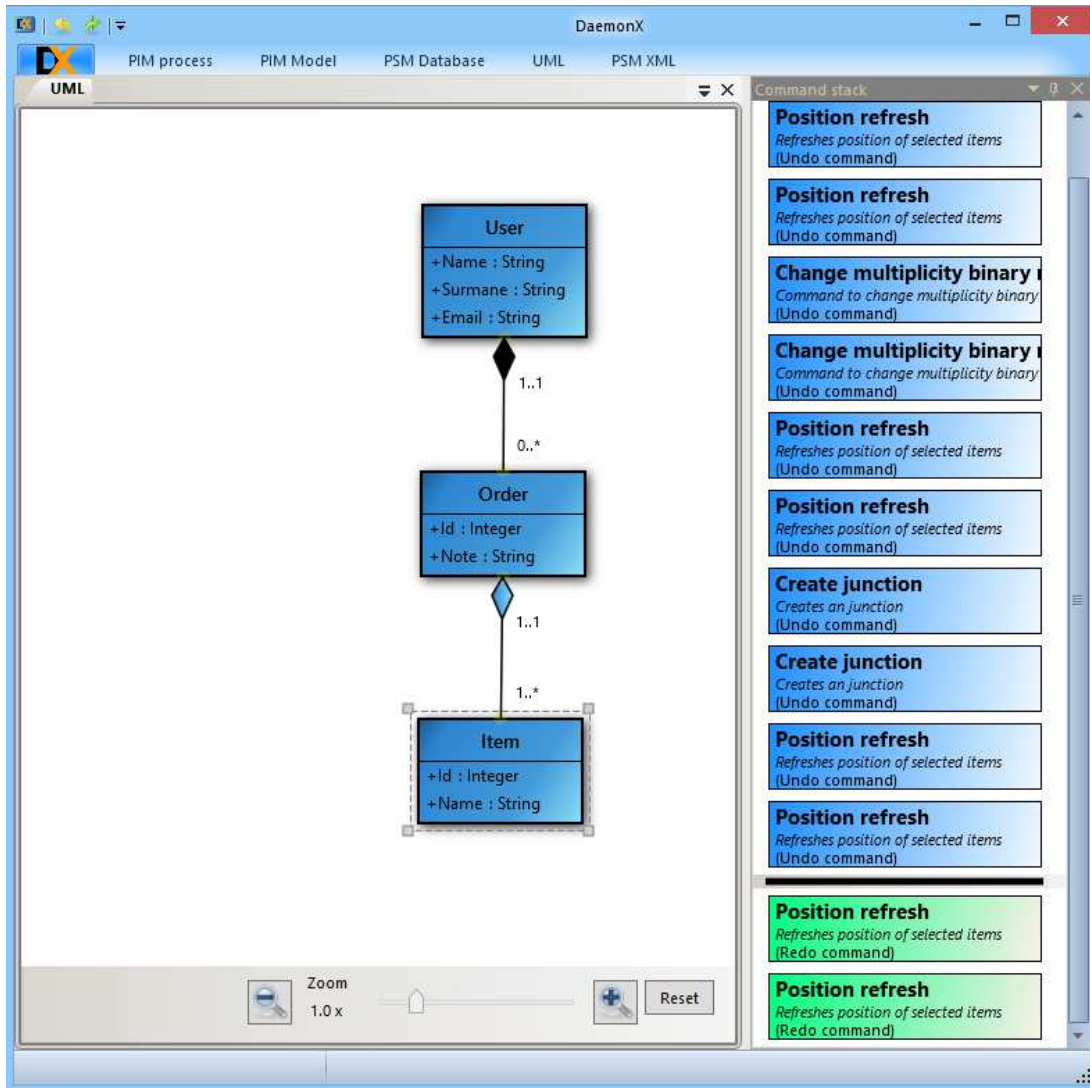 DaemonX
DX
PIM process PIM Model PSM Database UML PSM XML
UML
User
+Name : String
+Surmane : String
+Email : String
1..1
0..*
Order
+Id : Integer
+Note : String
1..1
1..*
Item
+Id : Integer
+Name : String
Zoom
1.0 x
Reset
Command stack
Position refresh
Refreshes position of selected items
(Undo command)
Position refresh
Refreshes position of selected items
(Undo command)
Change multiplicity binary
Command to change multiplicity binary
(Undo command)
Change multiplicity binary
Command to change multiplicity binary
(Undo command)
Position refresh
Refreshes position of selected items
(Undo command)
Position refresh
Refreshes position of selected items
(Undo command)
Create junction
Creates an junction
(Undo command)
Create junction
Creates an junction
(Undo command)
Position refresh
Refreshes position of selected items
(Undo command)
Position refresh
Refreshes position of selected items
(Undo command)
Position refresh
Refreshes position of selected items
(Redo command)
Position refresh
Refreshes position of selected items
(Redo command)